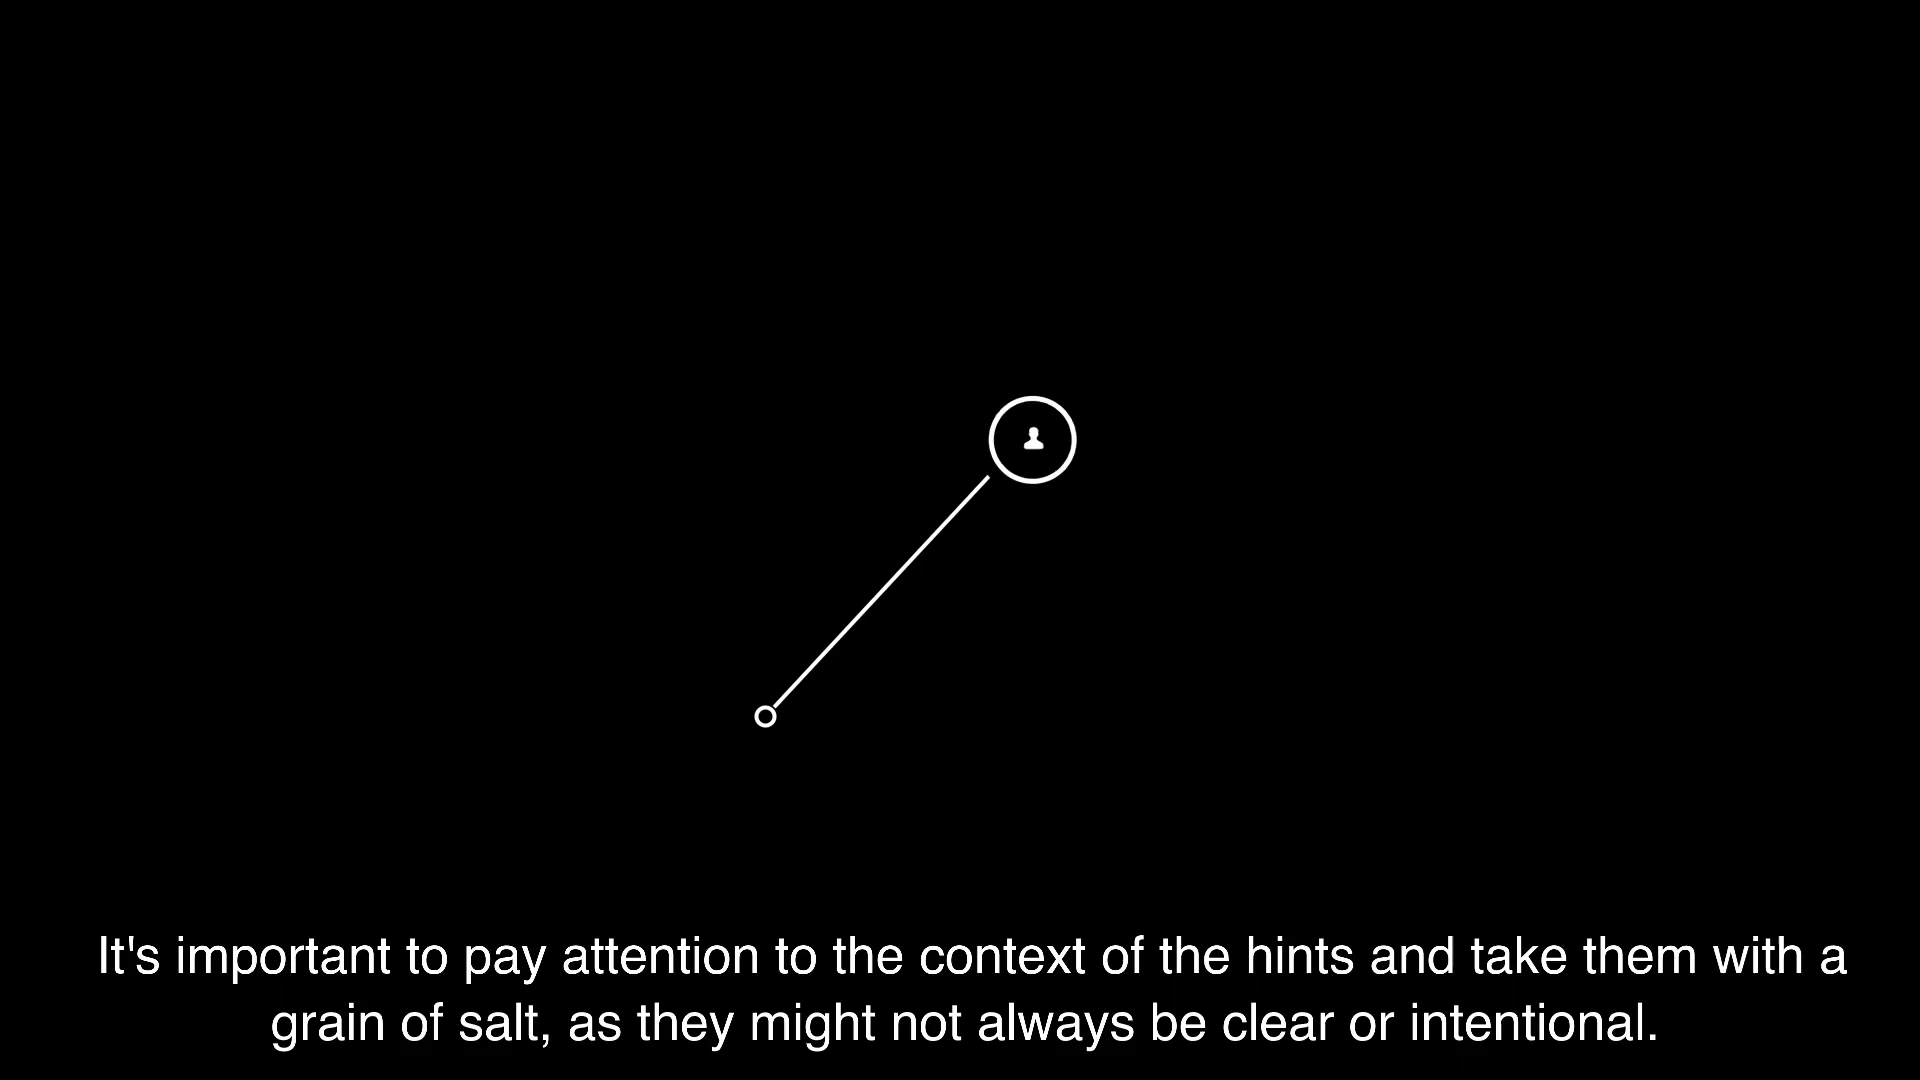 It's important to pay attention to the context of the hints and take them with a
grain of salt, as they might not always be clear or intentional.